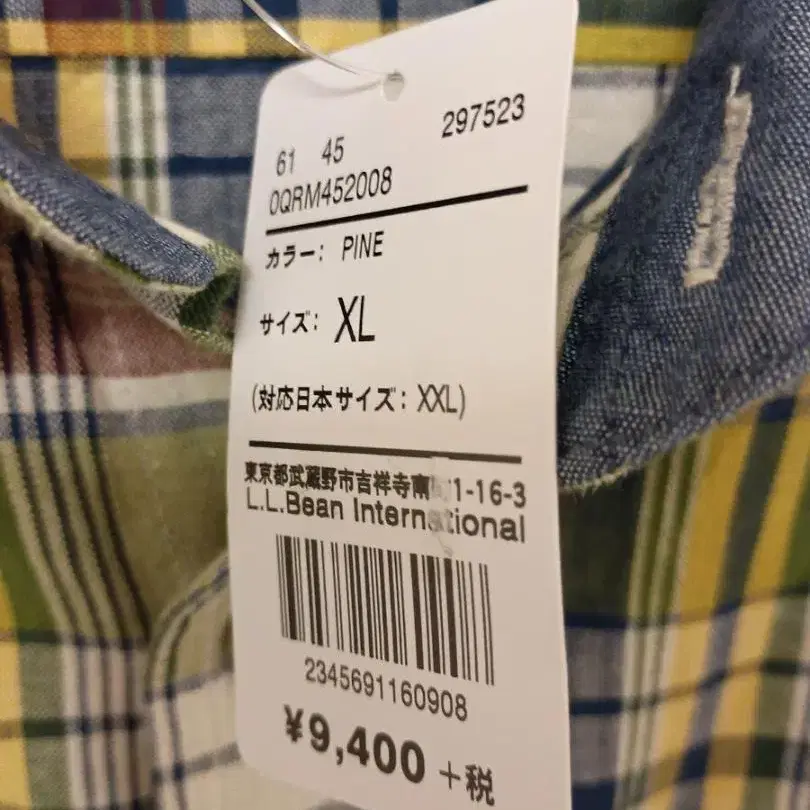 61 45 297523
0QRM452008
カラー: PINE
サイズ: XL
(対応日本サイズ: XXL)
東京都武蔵野市吉祥寺南 1-16-3
L.L.Bean International
2345691160908
¥9,400 +税